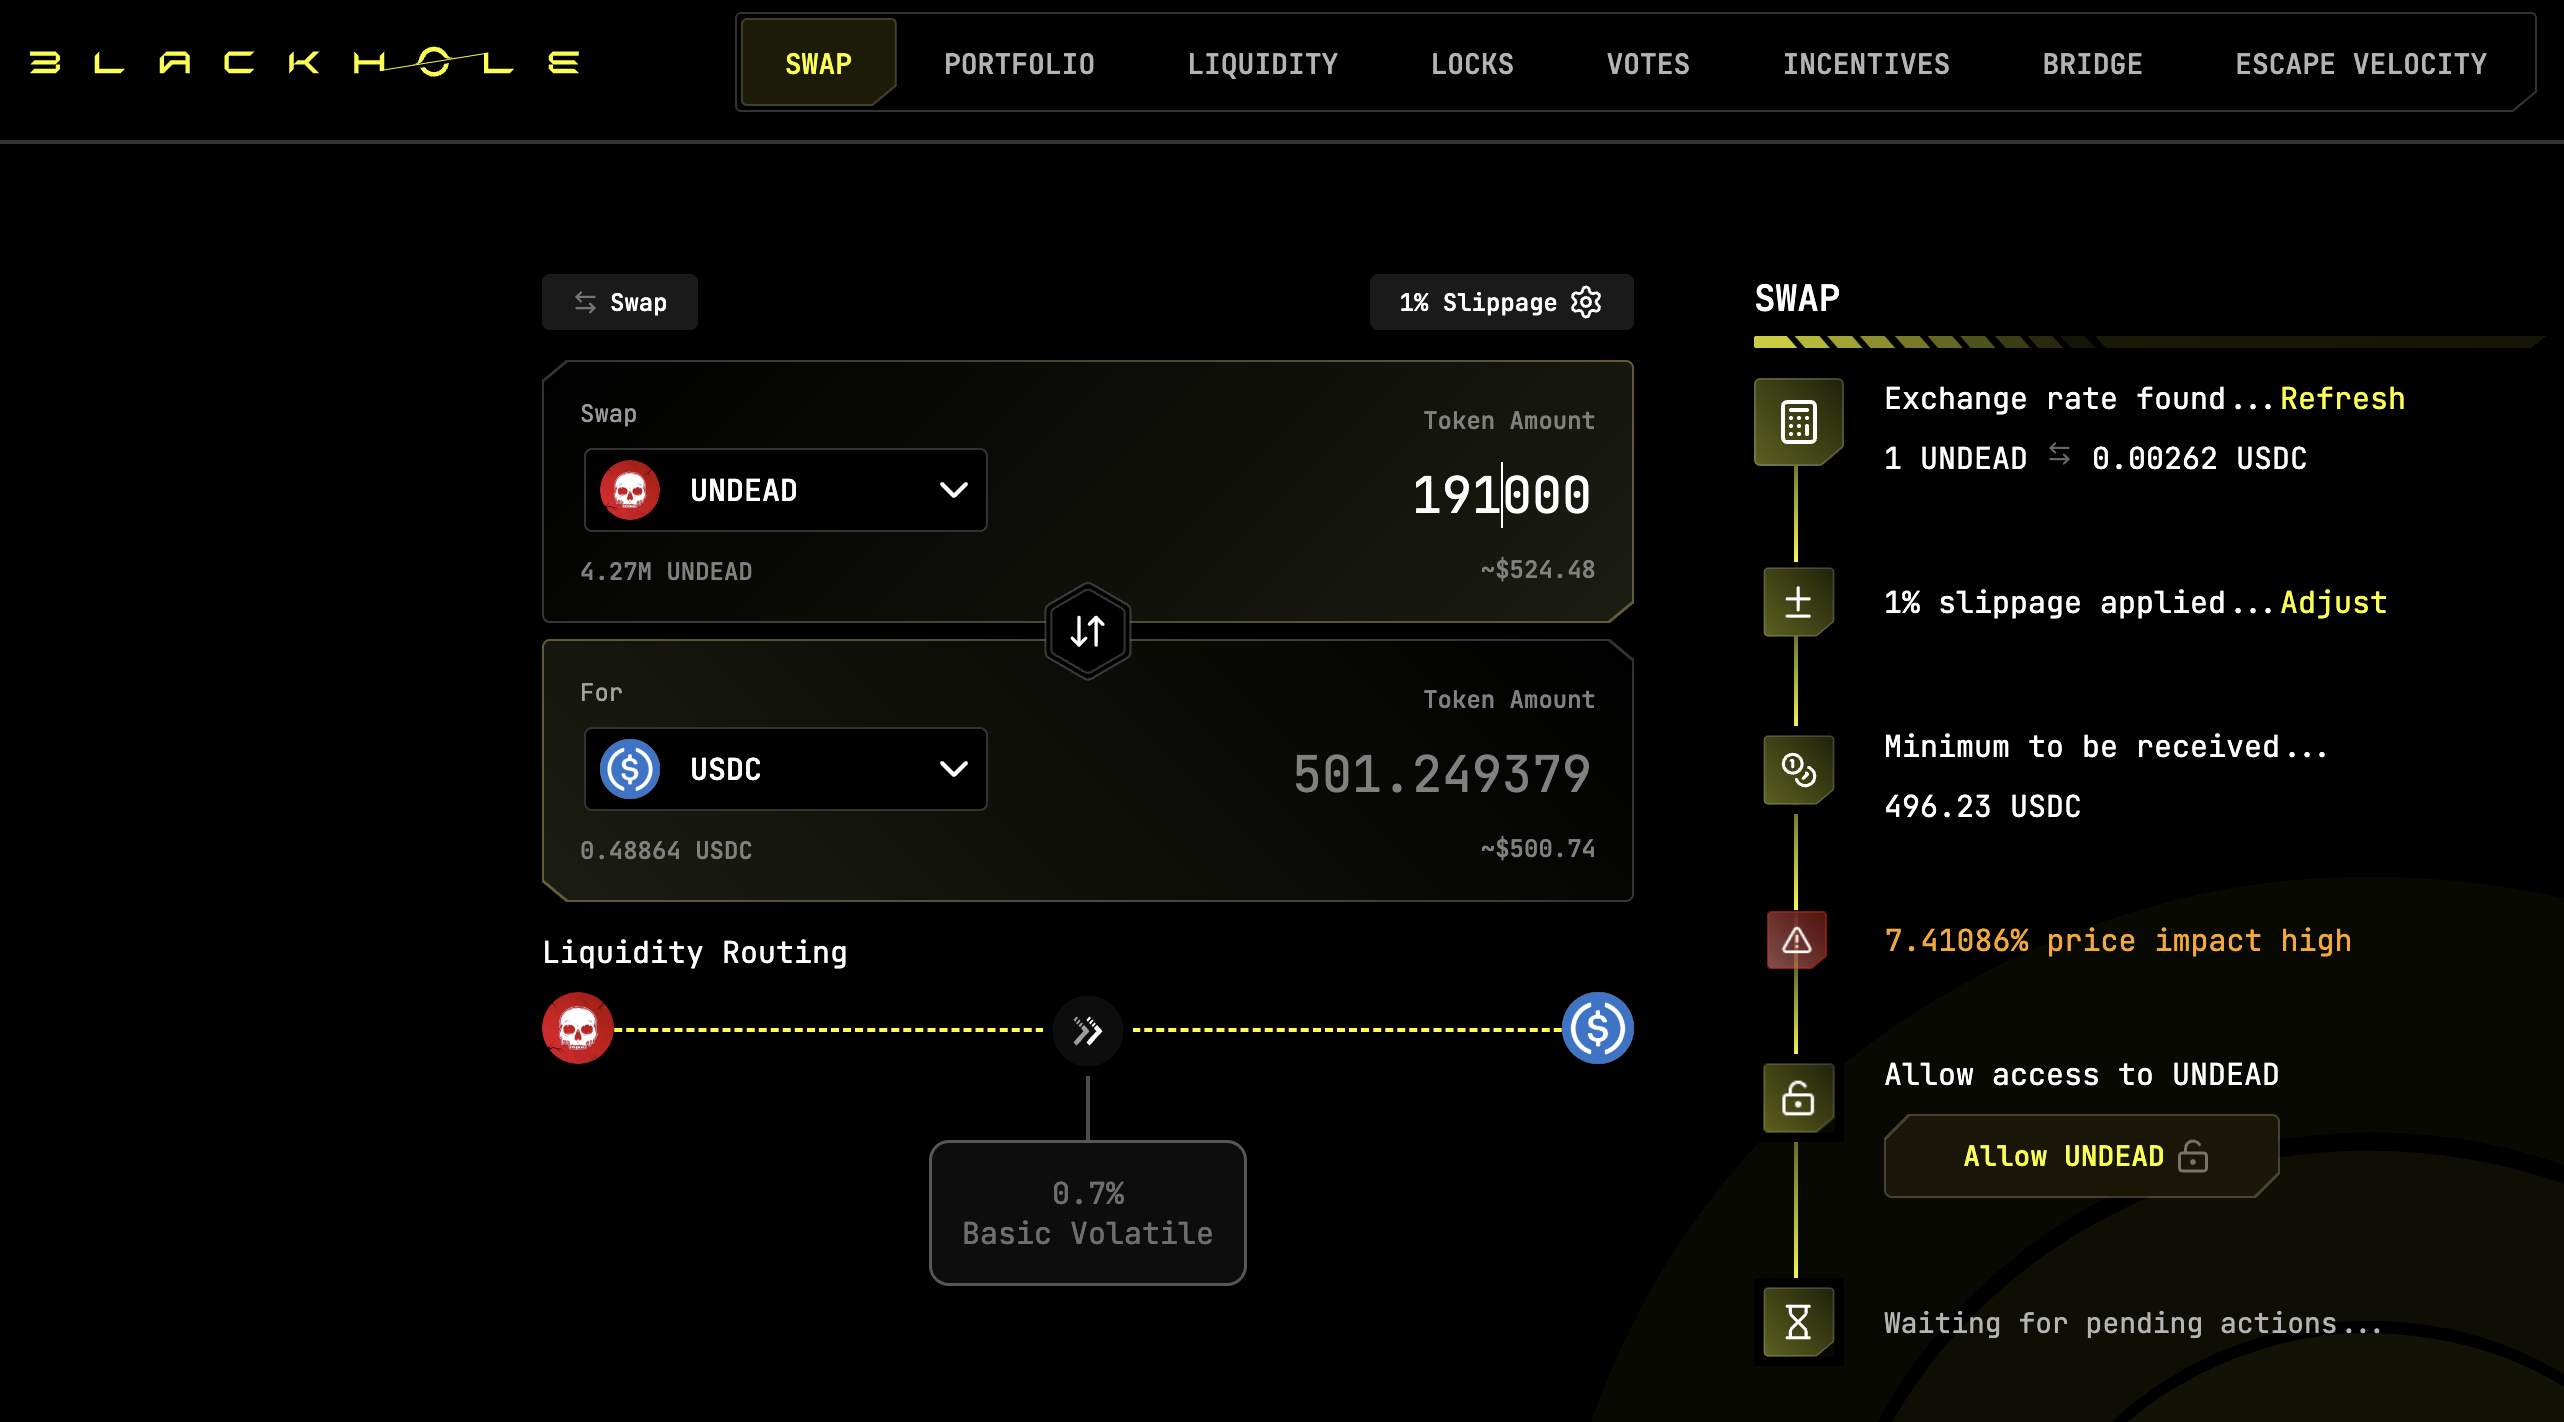 BLACKHOLE
SWAP
PORTFOLIO
LIQUIDITY
LOCKS
VOTES
INCENTIVES
BRIDGE
ESCAPE VELOCITY
Swap
1% Slippage
Swap
Token Amount
UNDEAD
191000
4.27M UNDEAD
~$524.48
For
Token Amount
USDC
501.249379
0.48864 USDC
~$500.74
Liquidity Routing
0.7%
Basic Volatile
SWAP
Exchange rate found...Refresh
1 UNDEAD ⇆ 0.00262 USDC
1% slippage applied...Adjust
Minimum to be received...
496.23 USDC
7.41086% price impact high
Allow access to UNDEAD
Allow UNDEAD
Waiting for pending actions...